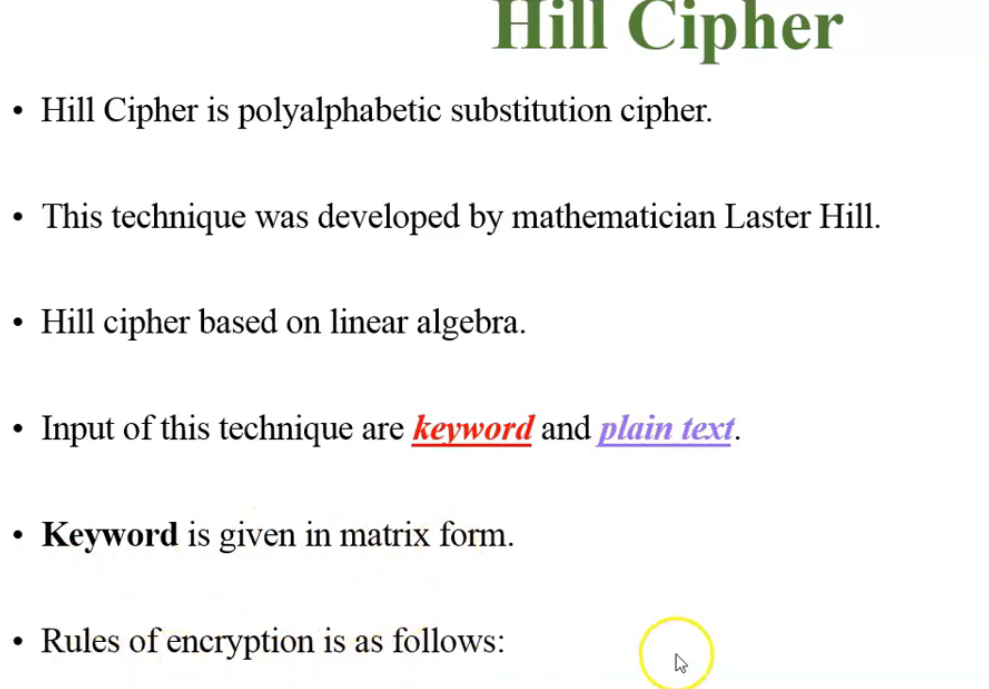 Hill Cipher
• Hill Cipher is polyalphabetic substitution cipher.
• This technique was developed by mathematician Laster Hill.
• Hill cipher based on linear algebra.
• Input of this technique are keyword and plain text.
• Keyword is given in matrix form.
• Rules of encryption is as follows: